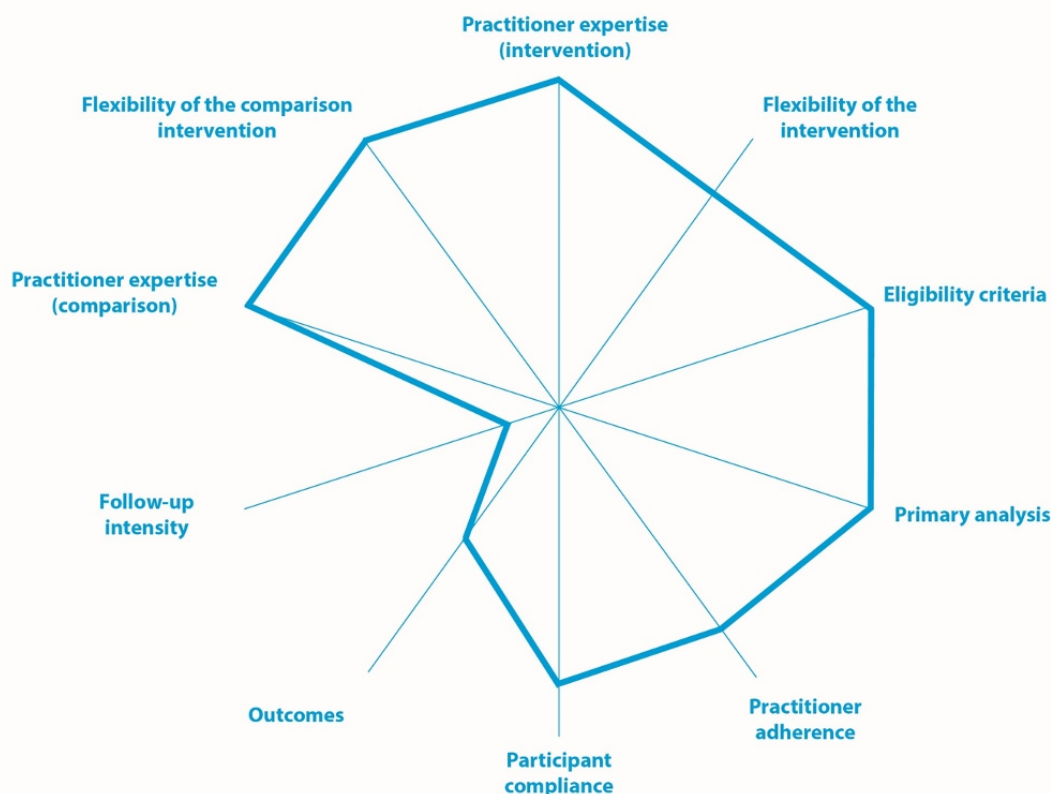 Practitioner expertise
(intervention)
Flexibility of the comparison
intervention
Flexibility of the
intervention
Practitioner expertise
(comparison)
Eligibility criteria
Follow-up
intensity
Primary analysis
Outcomes
Practitioner
adherence
Participant
compliance